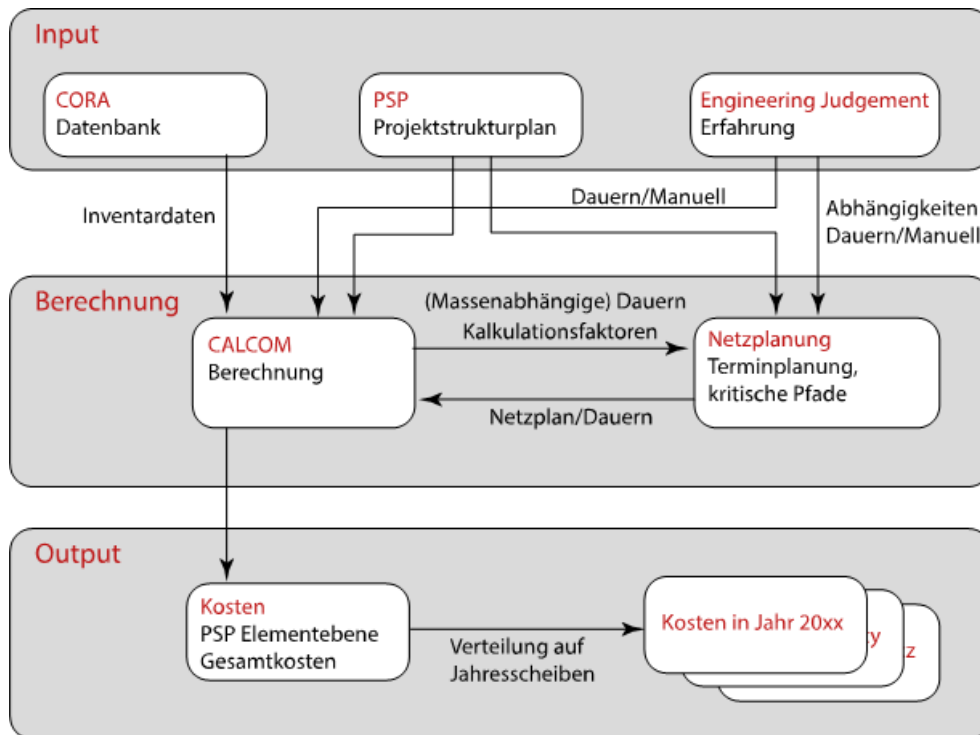 Input
CORA
Datenbank
PSP
Projektstrukturplan
Engineering Judgement
Erfahrung
Inventardaten
Dauern/Manuell
Abhängigkeiten
Dauern/Manuell
Berechnung
(Massenabhängige) Dauern
Kalkulationsfaktoren
CALCOM
Berechnung
Netzplanung
Terminplanung,
kritische Pfade
Netzplan/Dauern
Output
Kosten
PSP Elementebene
Gesamtkosten
Verteilung auf
Jahresscheiben
Kosten in Jahr 20xx
y
z